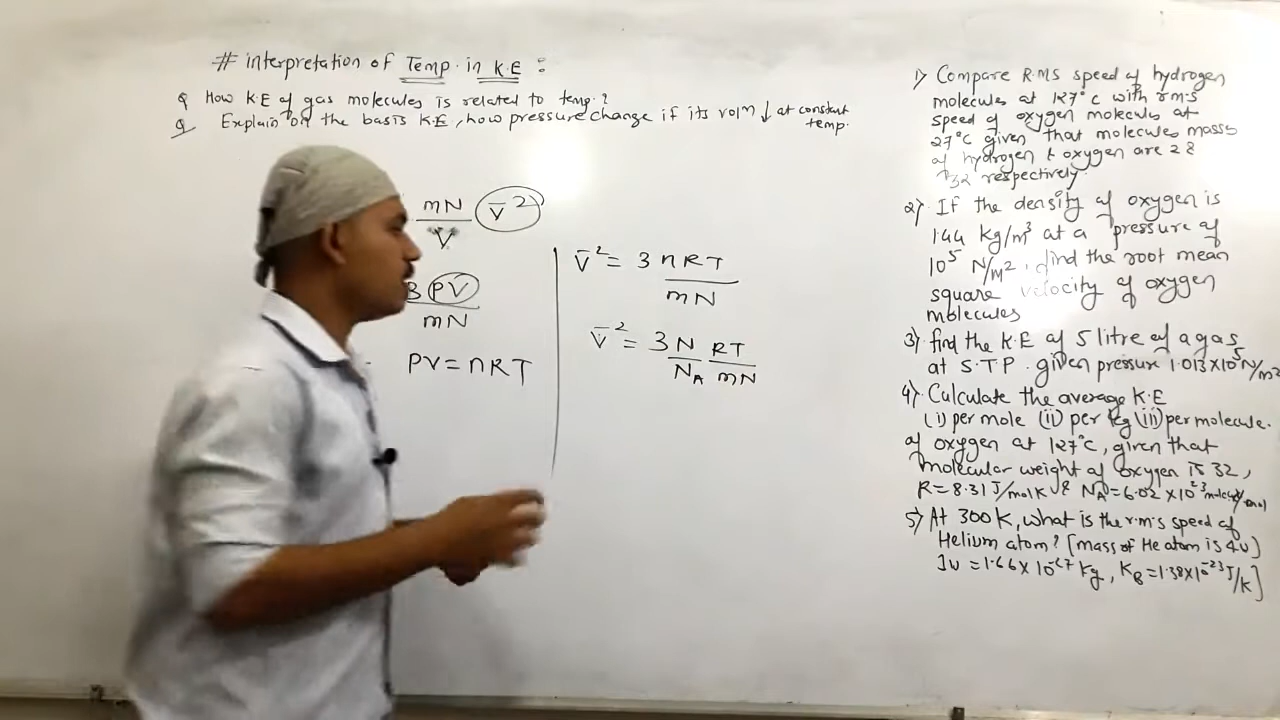 # interpretation of Temp. in K.E :
Q How K.E of gas molecules is related to temp.?
Q Explain on the basis K.E, how pressure change if its volm ↓ at constant
temp.
mN
V
v̄²
3 PV
mN
PV = nRT
v̄² = 3 nRT
mN
v̄² = 3 N RT
N_A mN
1) Compare R.M.S speed of hydrogen
molecules at 127°C with r.m.s
speed of oxygen molecules at
27°C given that molecules masses
of hydrogen & oxygen are 2 &
32 respectively.
2) If the density of oxygen is
1.44 kg/m³ at a pressure of
10⁵ N/m², find the root mean
square velocity of oxygen
molecules
3) find the K.E of 5 litre of a gas
at S.T.P. given pressure 1.013×10⁵ N/m²
4) Calculate the average K.E
(i) per mole (ii) per kg (iii) per molecule.
of oxygen at 127°C, given that
molecular weight of oxygen is 32,
R = 8.31 J/mol K & N_A = 6.02 × 10²³ molecule/mol
5) At 300K, what is the r.m.s speed of
Helium atom? [mass of He atom is 4u]
1u = 1.66 × 10⁻²⁷ kg, K_B = 1.38×10⁻²³ J/K]